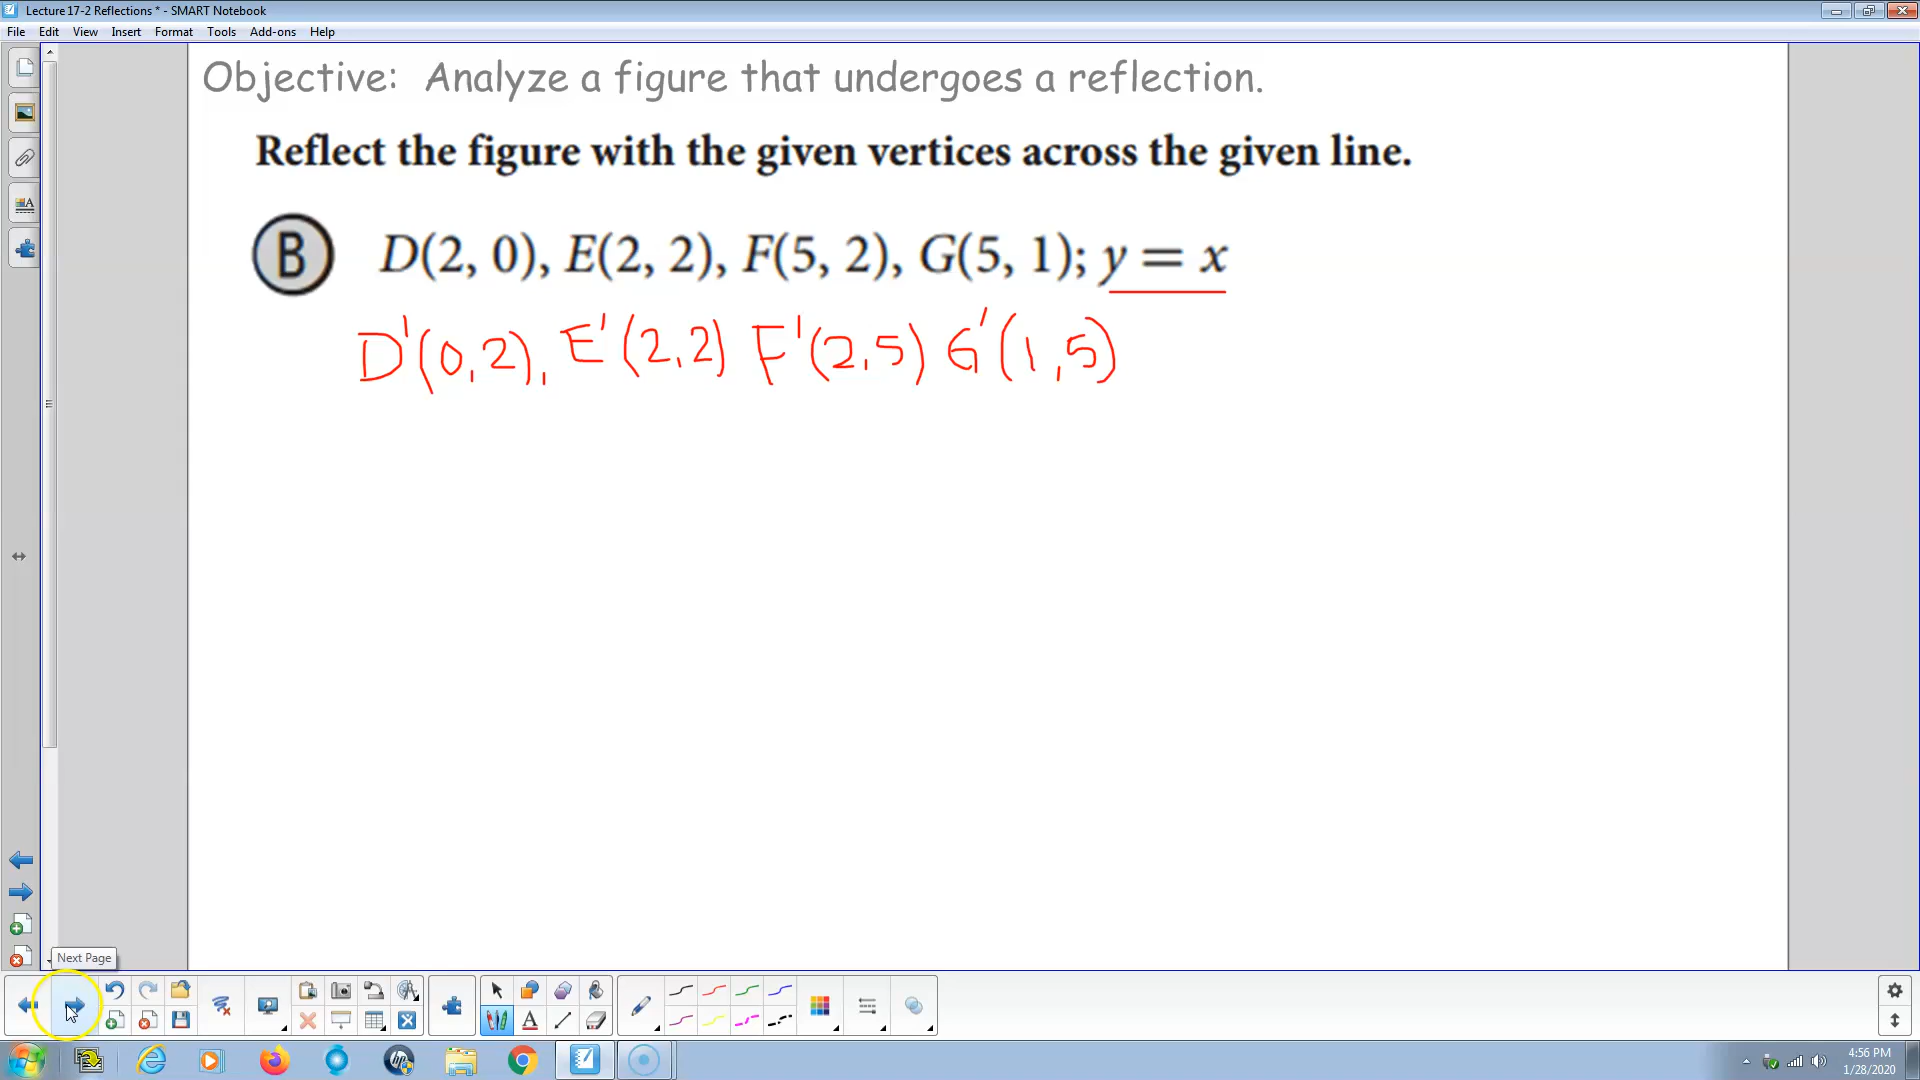 Lecture 17-2 Reflections * - SMART Notebook
File Edit View Insert Format Tools Add-ons Help
Objective: Analyze a figure that undergoes a reflection.
Reflect the figure with the given vertices across the given line.
B D(2, 0), E(2, 2), F(5, 2), G(5, 1); y = x
D'(0,2), E'(2,2) F'(2,5) G'(1,5)
Next Page
4:56 PM
1/28/2020